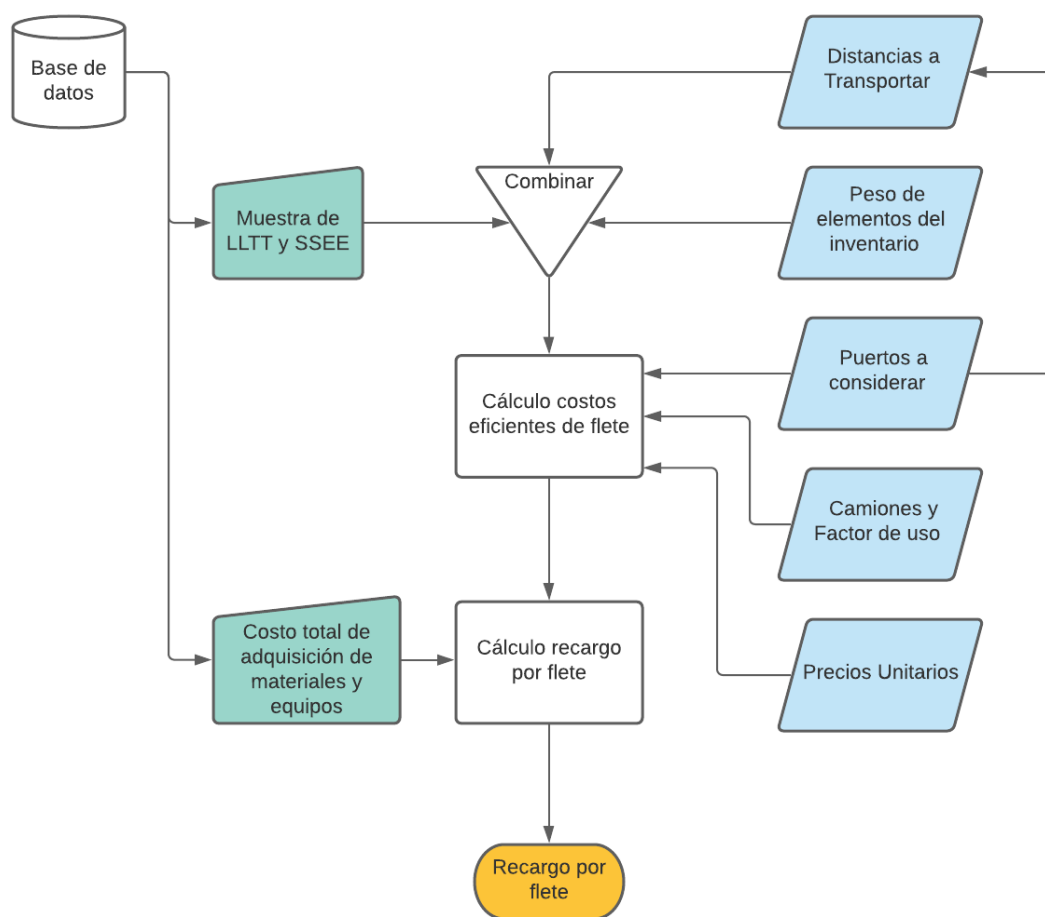 Base de
datos
Distancias a
Transportar
Combinar
Muestra de
LLTT y SSEE
Peso de
elementos del
inventario
Puertos a
considerar
Cálculo costos
eficientes de flete
Camiones y
Factor de uso
Costo total de
adquisición de
materiales y
equipos
Cálculo recargo
por flete
Precios Unitarios
Recargo por
flete